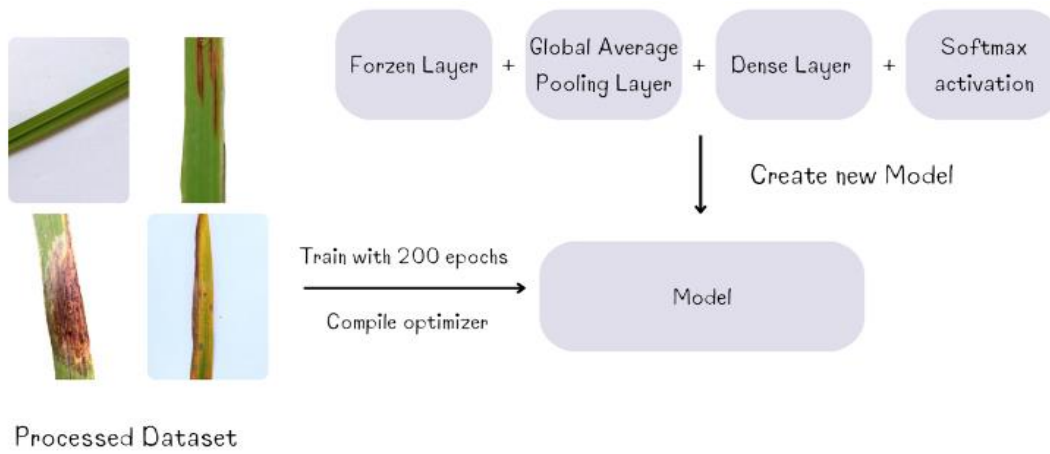 Forzen Layer
+
Global Average
Pooling Layer
+
Dense Layer
+
Softmax
activation
Create new Model
Train with 200 epochs
Compile optimizer
Model
Processed Dataset